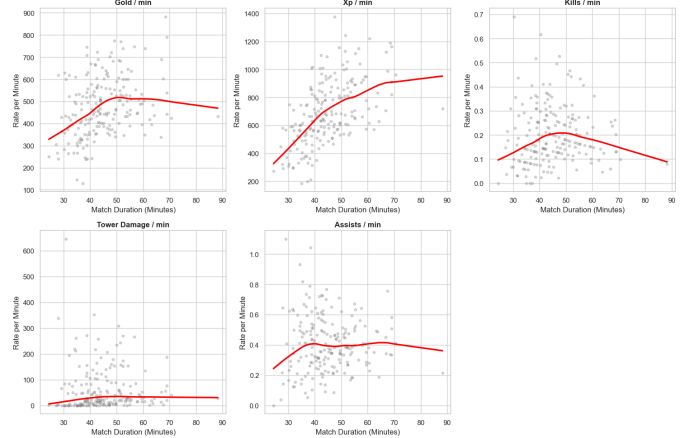 Gold / min
Rate per Minute
900
800
700
600
500
400
300
200
100
30 40 50 60 70 80 90
Match Duration (Minutes)
Xp / min
Rate per Minute
1400
1200
1000
800
600
400
200
30 40 50 60 70 80 90
Match Duration (Minutes)
Kills / min
Rate per Minute
0.7
0.6
0.5
0.4
0.3
0.2
0.1
0.0
30 40 50 60 70 80 90
Match Duration (Minutes)
Tower Damage / min
Rate per Minute
600
500
400
300
200
100
0
30 40 50 60 70 80 90
Match Duration (Minutes)
Assists / min
Rate per Minute
1.0
0.8
0.6
0.4
0.2
0.0
30 40 50 60 70 80 90
Match Duration (Minutes)